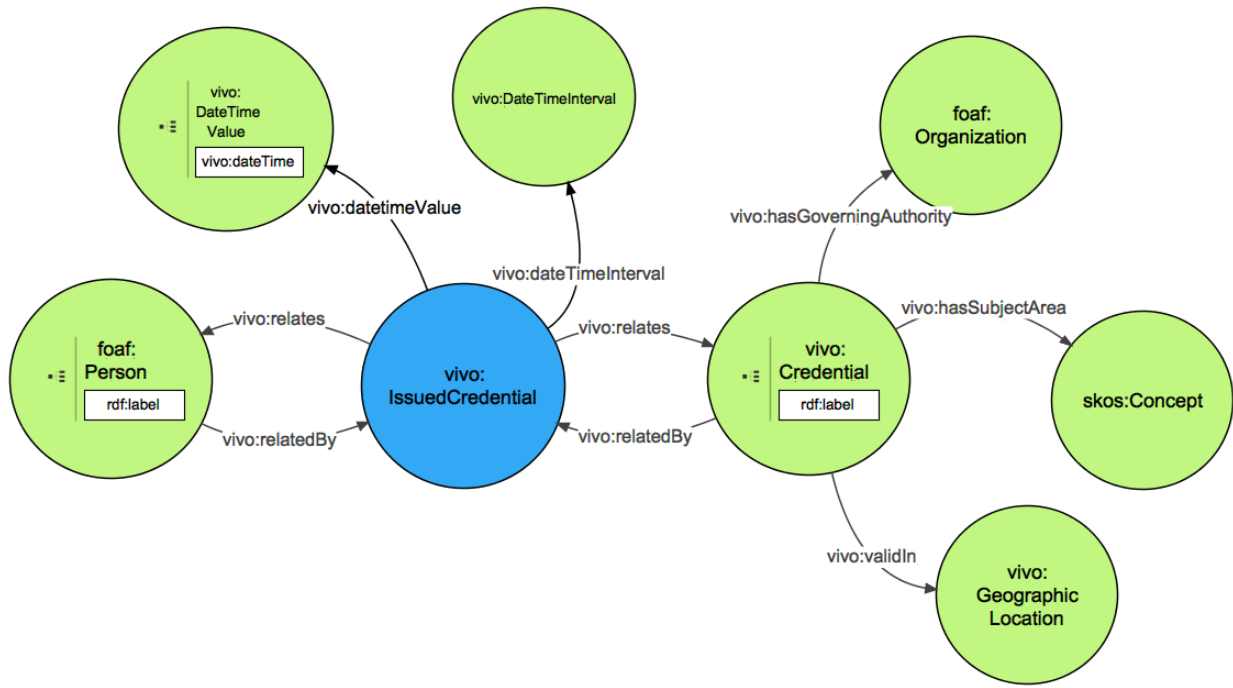 vivo:
DateTime
Value
vivo:dateTime
vivo:DateTimeInterval
foaf:
Organization
vivo:datetimeValue
vivo:hasGoverningAuthority
vivo:dateTimeInterval
vivo:relates
vivo:relates
vivo:hasSubjectArea
foaf:
Person
rdf:label
vivo:
IssuedCredential
vivo:
Credential
rdf:label
skos:Concept
vivo:relatedBy
vivo:relatedBy
vivo:validIn
vivo:
Geographic
Location